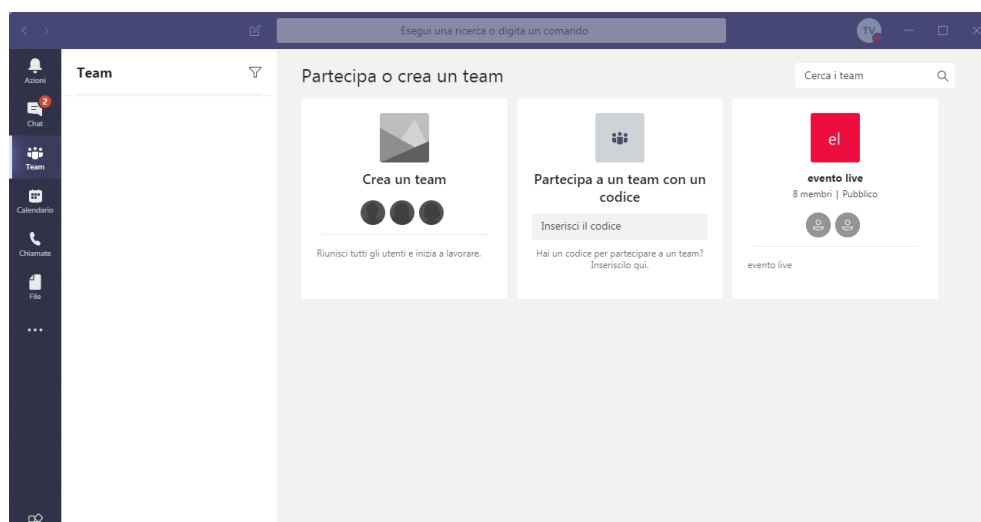 Esegui una ricerca o digita un comando
TV
Azioni
2
Chat
Team
Calendario
Chiamate
File
Team
Partecipa o crea un team
Cerca i team
Crea un team
Riunisci tutti gli utenti e inizia a lavorare.
Partecipa a un team con un
codice
Inserisci il codice
Hai un codice per partecipare a un team?
Inseriscilo qui.
el
evento live
8 membri | Pubblico
evento live